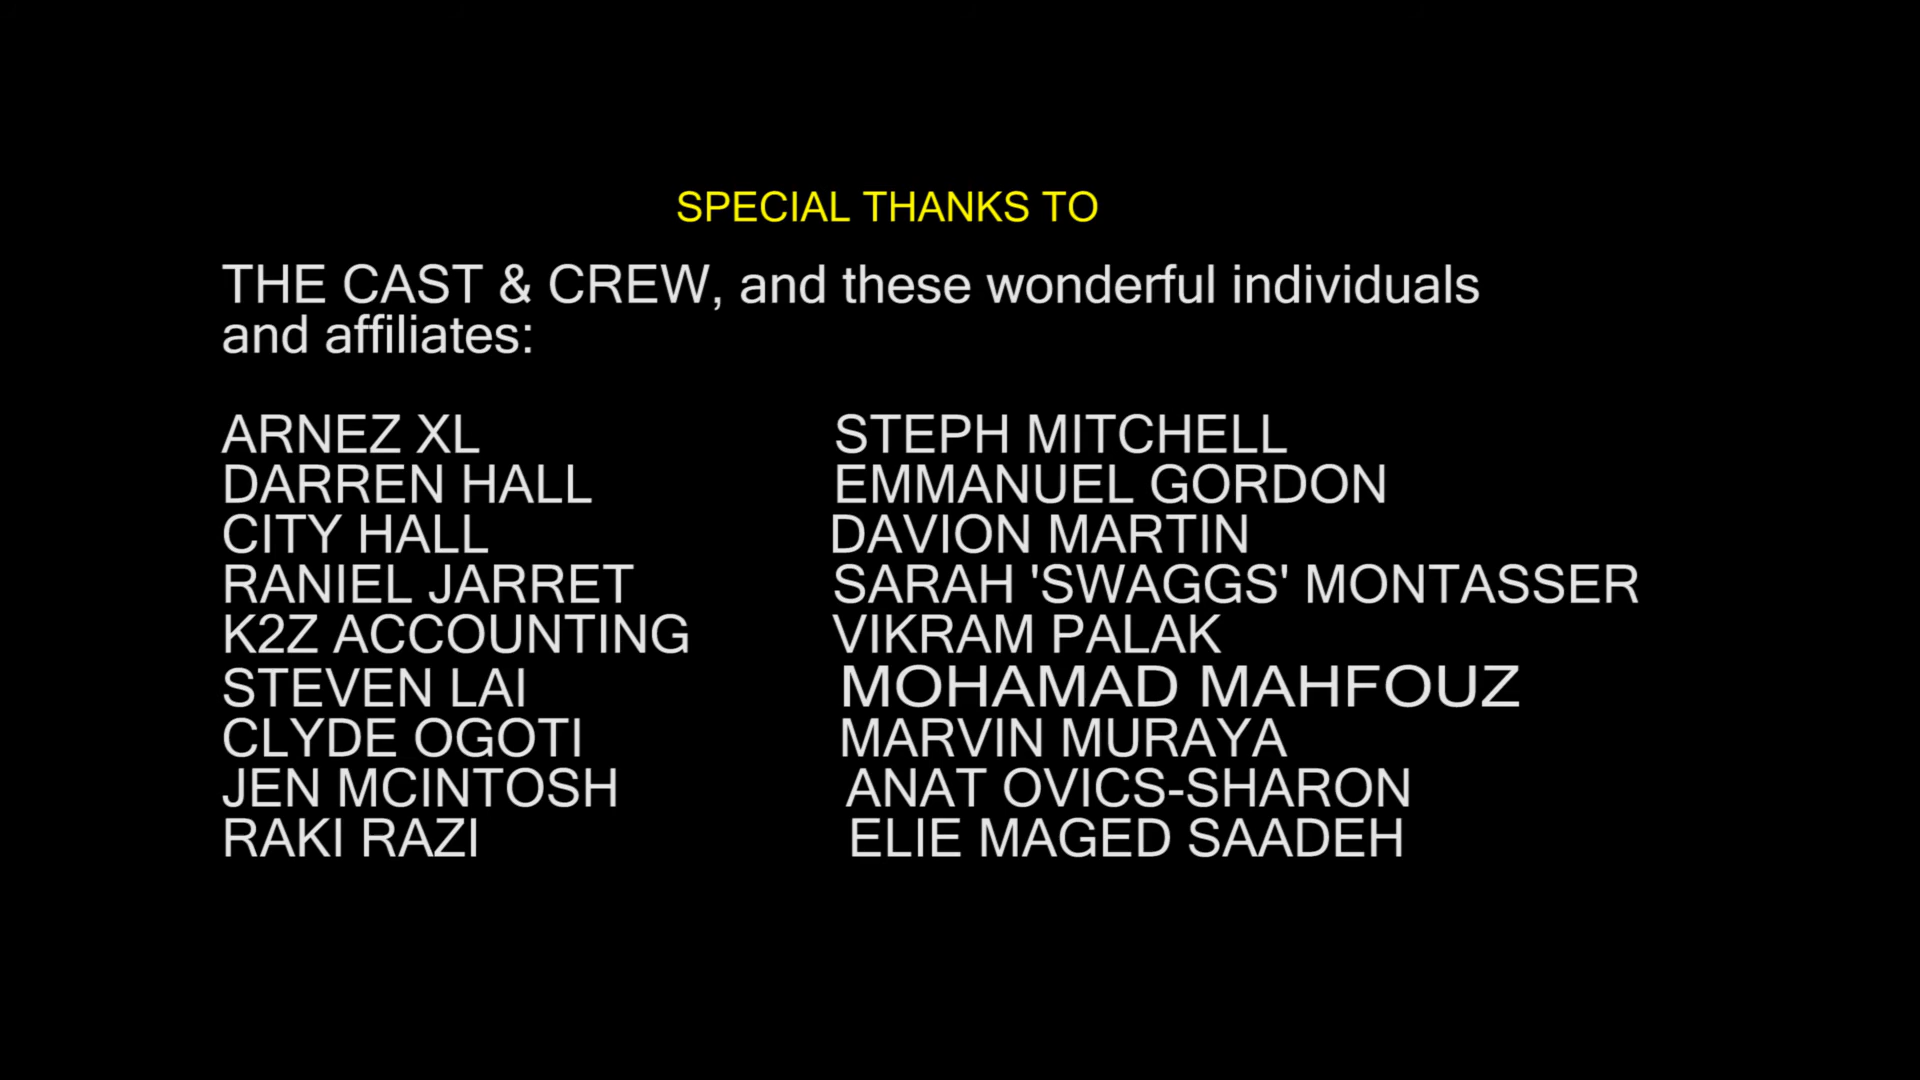 SPECIAL THANKS TO
THE CAST & CREW, and these wonderful individuals
and affiliates:
ARNEZ XL STEPH MITCHELL
DARREN HALL EMMANUEL GORDON
CITY HALL DAVION MARTIN
RANIEL JARRET SARAH 'SWAGGS' MONTASSER
K2Z ACCOUNTING VIKRAM PALAK
STEVEN LAI MOHAMAD MAHFOUZ
CLYDE OGOTI MARVIN MURAYA
JEN MCINTOSH ANAT OVICS-SHARON
RAKI RAZI ELIE MAGED SAADEH